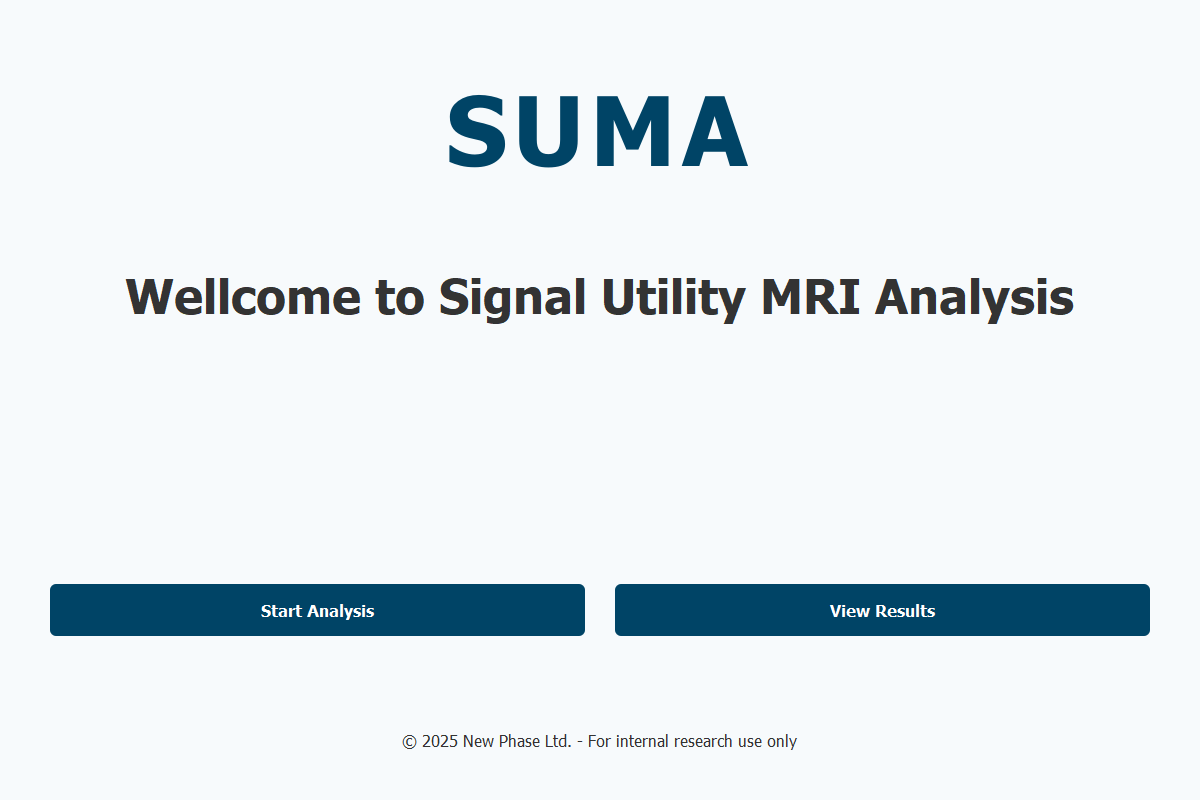 SUMA
Wellcome to Signal Utility MRI Analysis
Start Analysis
View Results
© 2025 New Phase Ltd. - For internal research use only